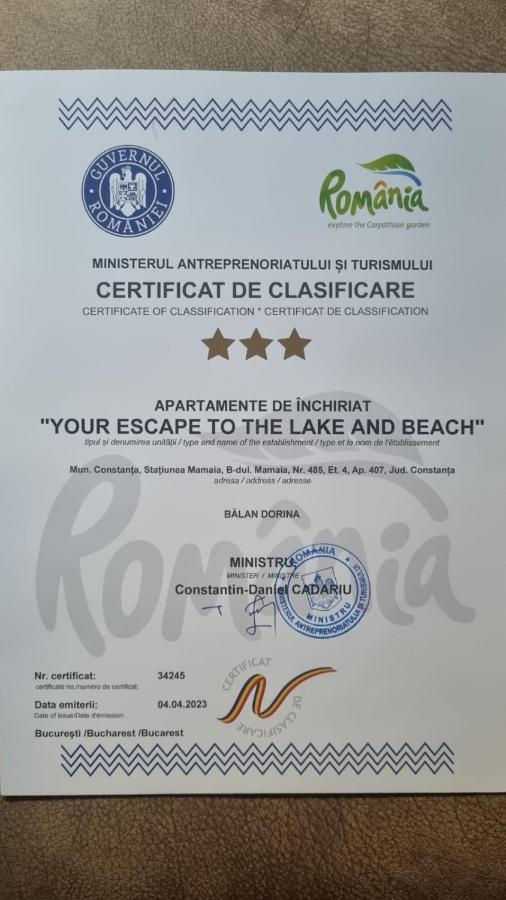 GUVERNUL ROMÂNIEI
România
explore the Carpathian garden
MINISTERUL ANTREPRENORIATULUI ȘI TURISMULUI
CERTIFICAT DE CLASIFICARE
CERTIFICATE OF CLASSIFICATION * CERTIFICAT DE CLASSIFICATION
APARTAMENTE DE ÎNCHIRIAT
"YOUR ESCAPE TO THE LAKE AND BEACH"
tipul și denumirea unității / type and name of the establishment / type et le nom de l'établissement
Mun. Constanța, Stațiunea Mamaia, B-dul. Mamaia, Nr. 485, Et. 4, Ap. 407, Jud. Constanța
adresa / address / adresse
BĂLAN DORINA
România
MINISTRU,
MINISTER / MINISTRE
Constantin-Daniel CADARIU
ROMÂNIA
MINISTERUL ANTREPRENORIATULUI ȘI TURISMULUI
MINISTRU
Nr. certificat: 34245
certificate no./numéro de certificat:
Data emiterii: 04.04.2023
Date of issue/Date d'émission:
București /Bucharest /Bucarest
CERTIFICAT
DE CLASIFICARE